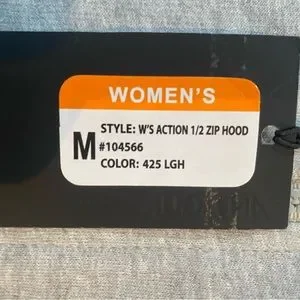 WOMEN'S
M
STYLE: W'S ACTION 1/2 ZIP HOOD
#104566
COLOR: 425 LGH